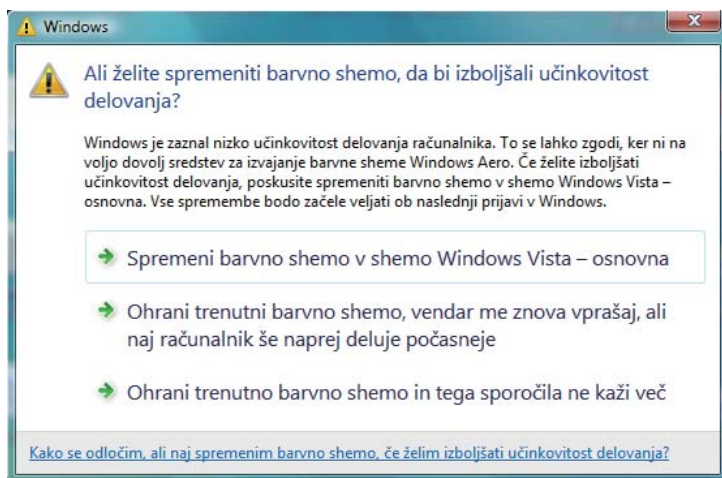 Windows
Ali želite spremeniti barvno shemo, da bi izboljšali učinkovitost
delovanja?
Windows je zaznal nizko učinkovitost delovanja računalnika. To se lahko zgodi, ker ni na
voljo dovolj sredstev za izvajanje barvne sheme Windows Aero. Če želite izboljšati
učinkovitost delovanja, poskusite spremeniti barvno shemo v shemo Windows Vista –
osnovna. Vse spremembe bodo začele veljati ob naslednji prijavi v Windows.
Spremeni barvno shemo v shemo Windows Vista – osnovna
Ohrani trenutni barvno shemo, vendar me znova vprašaj, ali
naj računalnik še naprej deluje počasneje
Ohrani trenutno barvno shemo in tega sporočila ne kaži več
Kako se odločim, ali naj spremenim barvno shemo, če želim izboljšati učinkovitost delovanja?